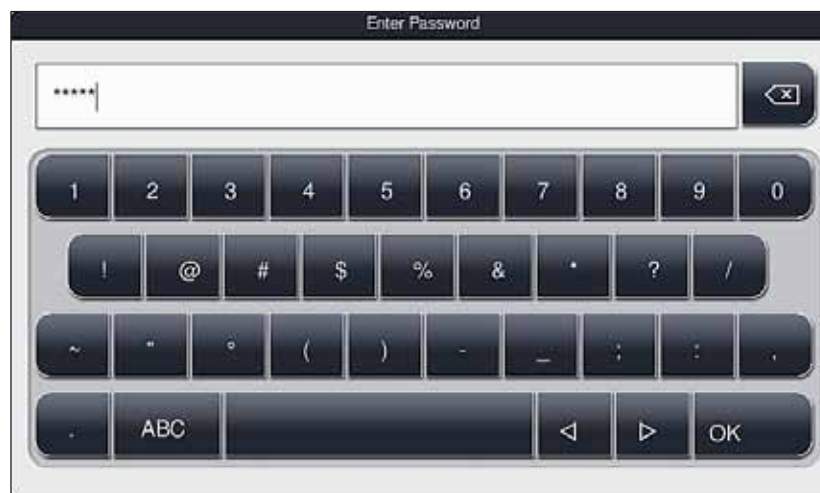 Enter Password
*****
1 2 3 4 5 6 7 8 9 0
! @ # $ % & * ? /
~ " ° ( ) - _ ; : ,
. ABC OK